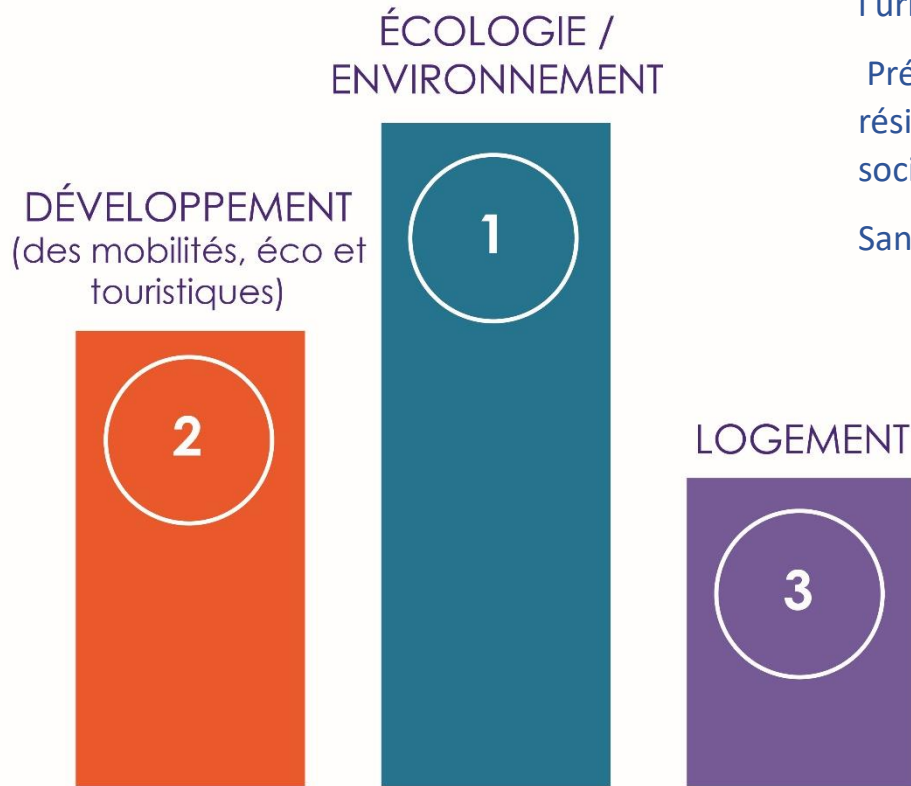 ÉCOLOGIE /
ENVIRONNEMENT
1
DÉVELOPPEMENT
(des mobilités, éco et
touristiques)
2
LOGEMENT
3